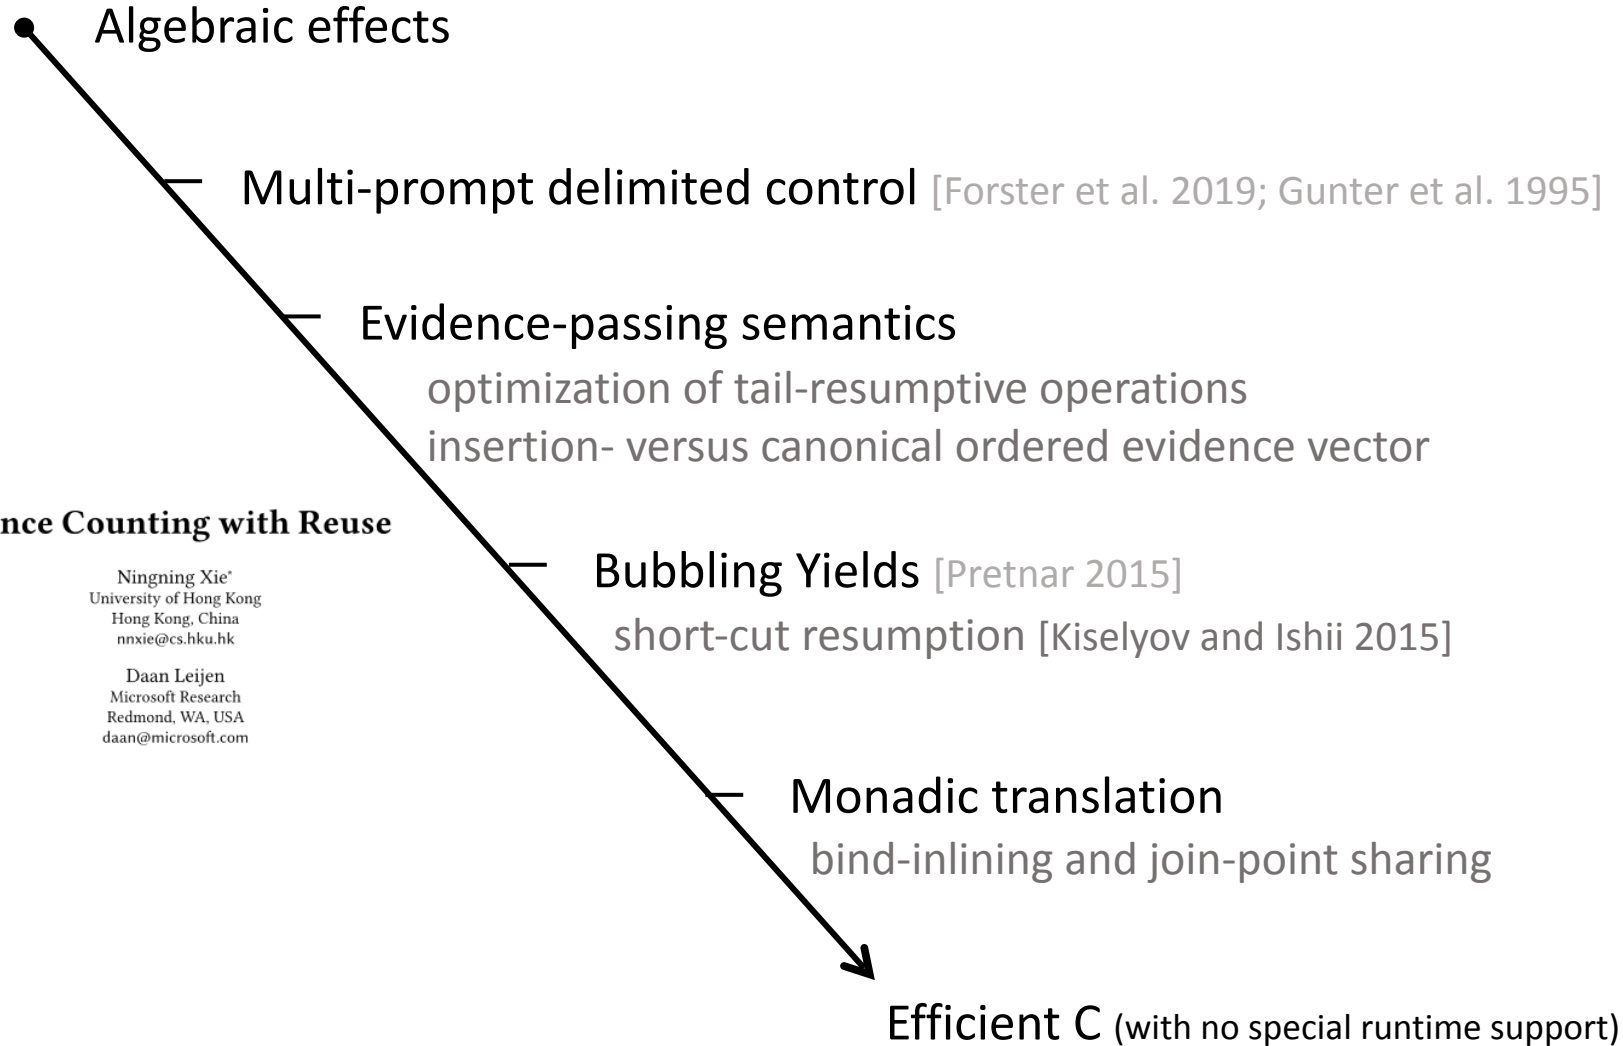 Algebraic effects
Multi-prompt delimited control [Forster et al. 2019; Gunter et al. 1995]
Evidence-passing semantics
optimization of tail-resumptive operations
insertion- versus canonical ordered evidence vector
nce Counting with Reuse
Ningning Xie*
University of Hong Kong
Hong Kong, China
nnxie@cs.hku.hk
Daan Leijen
Microsoft Research
Redmond, WA, USA
daan@microsoft.com
Bubbling Yields [Pretnar 2015]
short-cut resumption [Kiselyov and Ishii 2015]
Monadic translation
bind-inlining and join-point sharing
Efficient C (with no special runtime support)